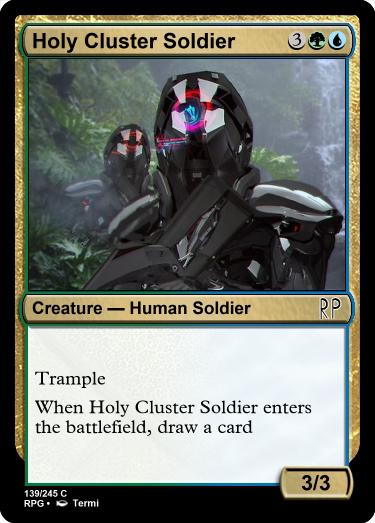 Holy Cluster Soldier 3
Creature — Human Soldier RP
Trample
When Holy Cluster Soldier enters
the battlefield, draw a card
3/3
139/245 C
RPG • Termi